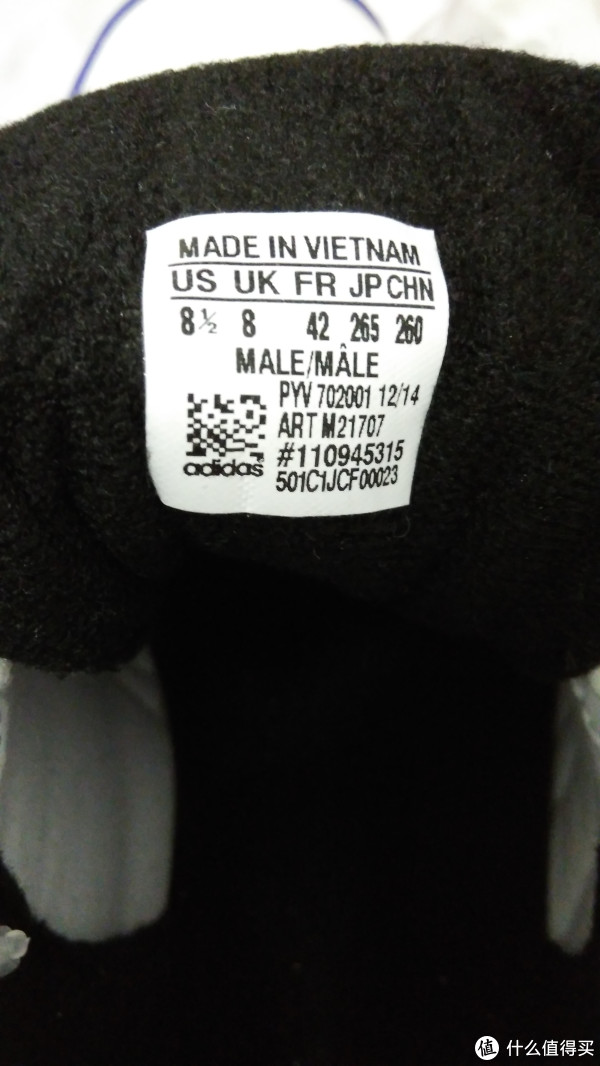 MADE IN VIETNAM
US UK FR JP CHN
8½ 8 42 265 260
MALE/MÂLE
PYV 702001 12/14
ART M21707
#110945315
501C1JCF00023
adidas
值 什么值得买